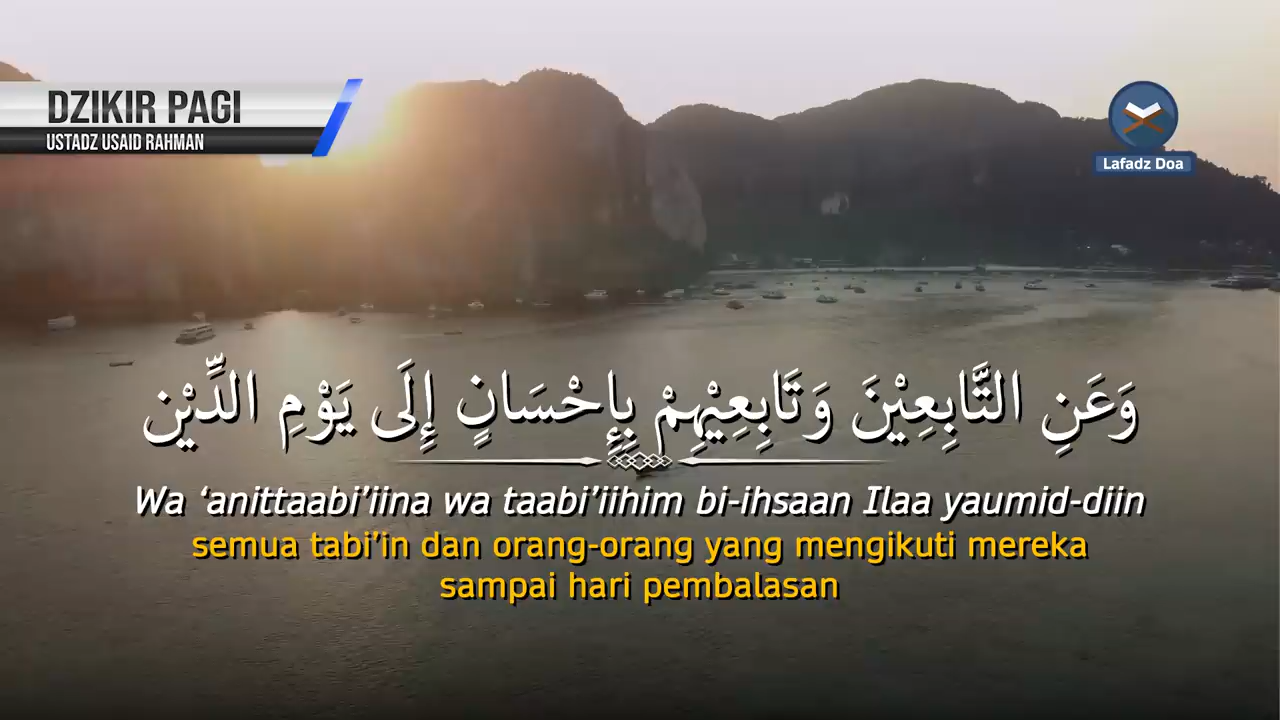 DZIKIR PAGI
USTADZ USAID RAHMAN
Lafadz Doa
وَعَنِ التَّابِعِيْنَ وَتَابِعِيْهِمْ بِإِحْسَانٍ إِلَى يَوْمِ الدِّيْنِ
Wa ‘anittaabi’iina wa taabi’iihim bi-ihsaan Ilaa yaumid-diin
semua tabi’in dan orang-orang yang mengikuti mereka
sampai hari pembalasan